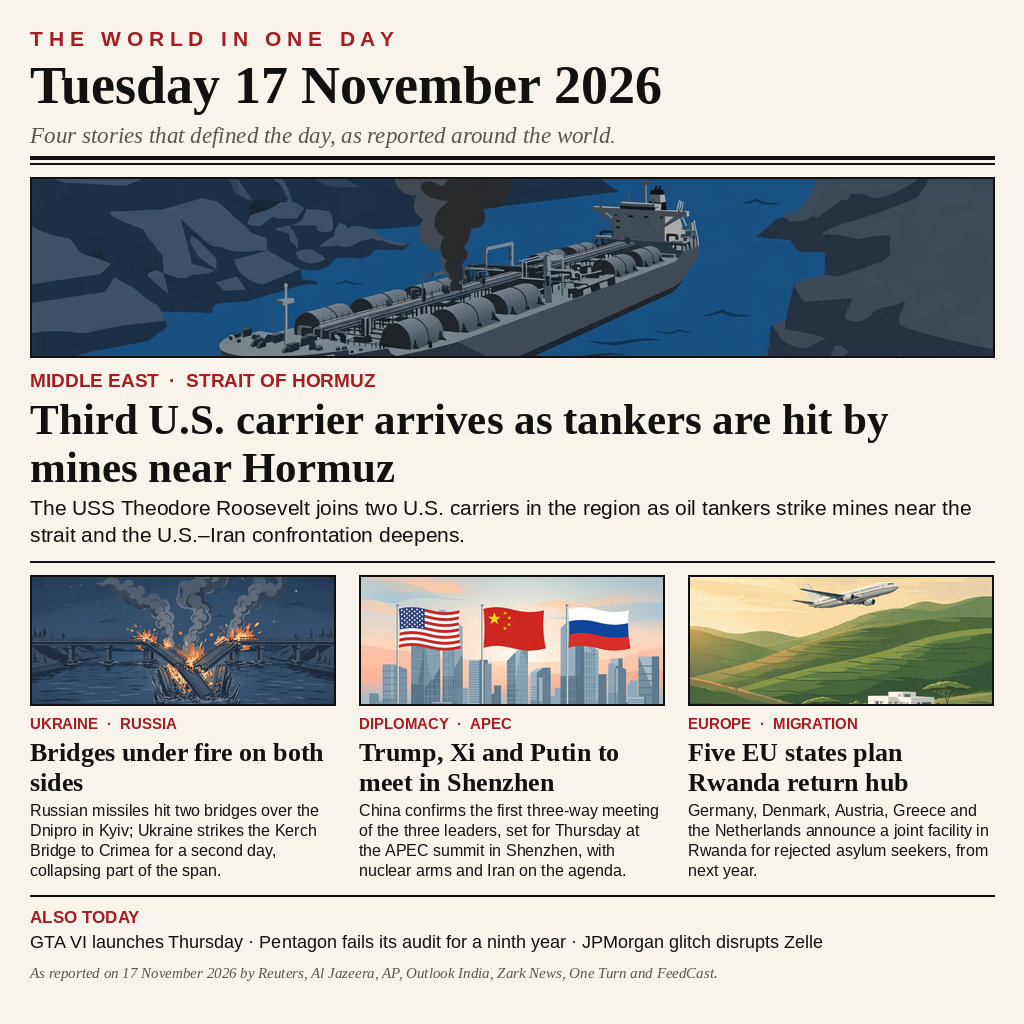 THE WORLD IN ONE DAY
Tuesday 17 November 2026
Four stories that defined the day, as reported around the world.
MIDDLE EAST · STRAIT OF HORMUZ
Third U.S. carrier arrives as tankers are hit by
mines near Hormuz
The USS Theodore Roosevelt joins two U.S. carriers in the region as oil tankers strike mines near the
strait and the U.S.–Iran confrontation deepens.
UKRAINE · RUSSIA
Bridges under fire on both
sides
Russian missiles hit two bridges over the
Dnipro in Kyiv; Ukraine strikes the Kerch
Bridge to Crimea for a second day,
collapsing part of the span.
DIPLOMACY · APEC
Trump, Xi and Putin to
meet in Shenzhen
China confirms the first three-way meeting
of the three leaders, set for Thursday at
the APEC summit in Shenzhen, with
nuclear arms and Iran on the agenda.
EUROPE · MIGRATION
Five EU states plan
Rwanda return hub
Germany, Denmark, Austria, Greece and
the Netherlands announce a joint facility in
Rwanda for rejected asylum seekers, from
next year.
ALSO TODAY
GTA VI launches Thursday · Pentagon fails its audit for a ninth year · JPMorgan glitch disrupts Zelle
As reported on 17 November 2026 by Reuters, Al Jazeera, AP, Outlook India, Zark News, One Turn and FeedCast.